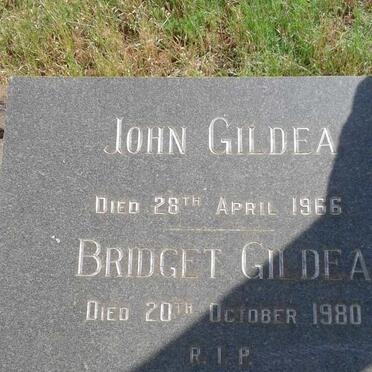 JOHN GILDEA
DIED 28TH APRIL 1966
BRIDGET GILDEA
DIED 20TH OCTOBER 1980
R.I.P.